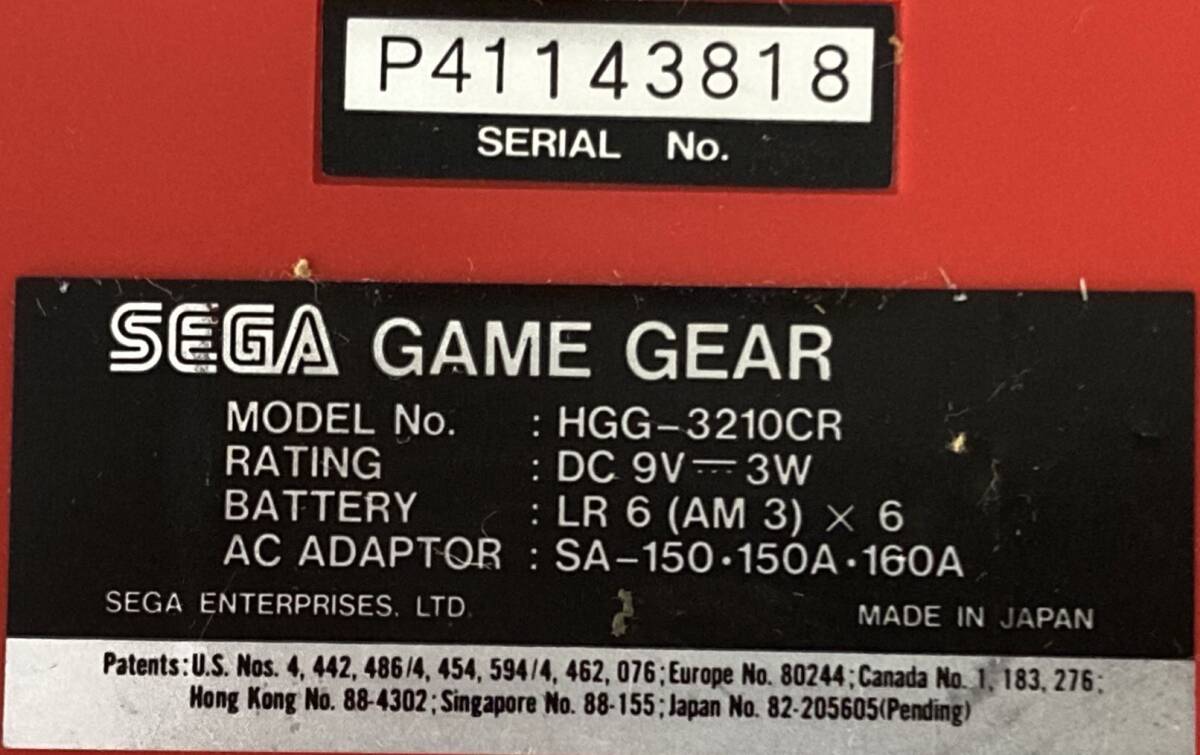 P41143818
SERIAL No.
SEGA GAME GEAR
MODEL No. : HGG-3210CR
RATING : DC 9V⎓3W
BATTERY : LR 6 (AM 3) × 6
AC ADAPTOR : SA-150·150A·160A
SEGA ENTERPRISES, LTD. MADE IN JAPAN
Patents:U.S. Nos. 4, 442, 486/4, 454, 594/4, 462, 076;Europe No. 80244;Canada No. 1, 183, 276;
Hong Kong No. 88-4302;Singapore No. 88-155;Japan No. 82-205605(Pending)